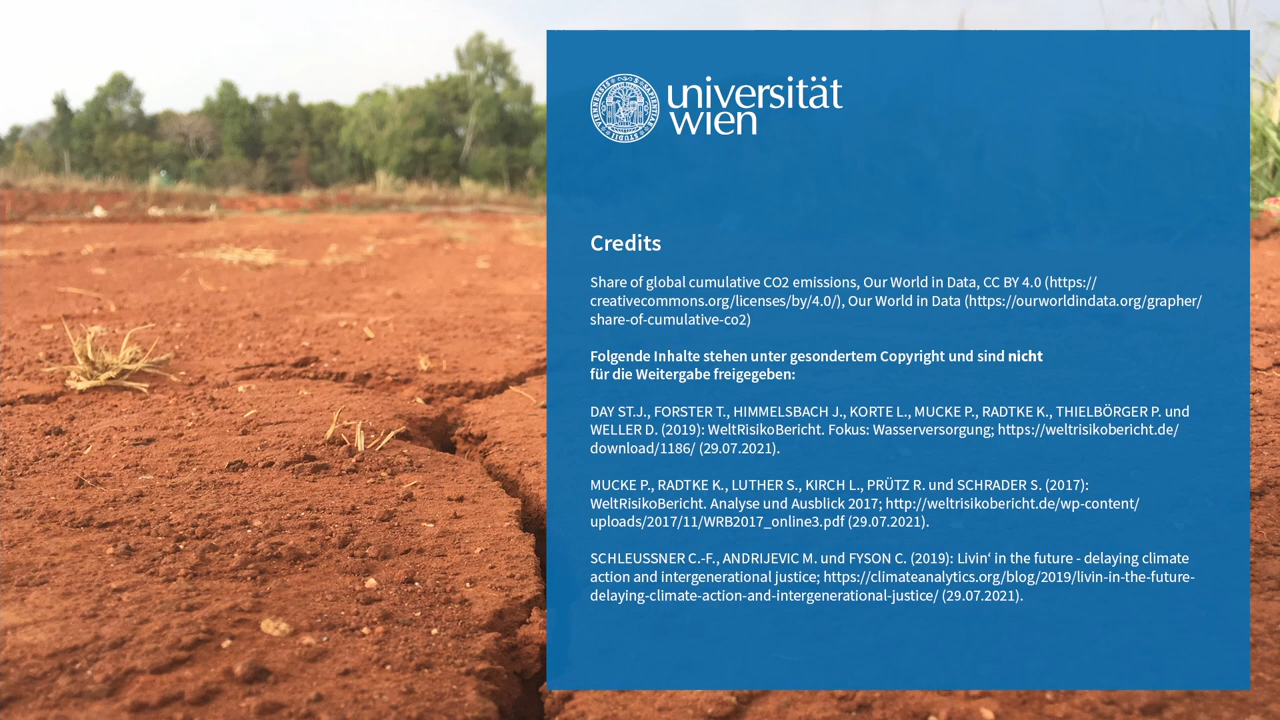 STUDII VIENNENSIS SAPIENTIAE
universität
wien
Credits
Share of global cumulative CO2 emissions, Our World in Data, CC BY 4.0 (https://
creativecommons.org/licenses/by/4.0/), Our World in Data (https://ourworldindata.org/grapher/
share-of-cumulative-co2)
Folgende Inhalte stehen unter gesondertem Copyright und sind nicht
für die Weitergabe freigegeben:
DAY ST.J., FORSTER T., HIMMELSBACH J., KORTE L., MUCKE P., RADTKE K., THIELBÖRGER P. und
WELLER D. (2019): WeltRisikoBericht. Fokus: Wasserversorgung; https://weltrisikobericht.de/
download/1186/ (29.07.2021).
MUCKE P., RADTKE K., LUTHER S., KIRCH L., PRÜTZ R. und SCHRADER S. (2017):
WeltRisikoBericht. Analyse und Ausblick 2017; http://weltrisikobericht.de/wp-content/
uploads/2017/11/WRB2017_online3.pdf (29.07.2021).
SCHLEUSSNER C.-F., ANDRIJEVIC M. und FYSON C. (2019): Livin‘ in the future - delaying climate
action and intergenerational justice; https://climateanalytics.org/blog/2019/livin-in-the-future-
delaying-climate-action-and-intergenerational-justice/ (29.07.2021).